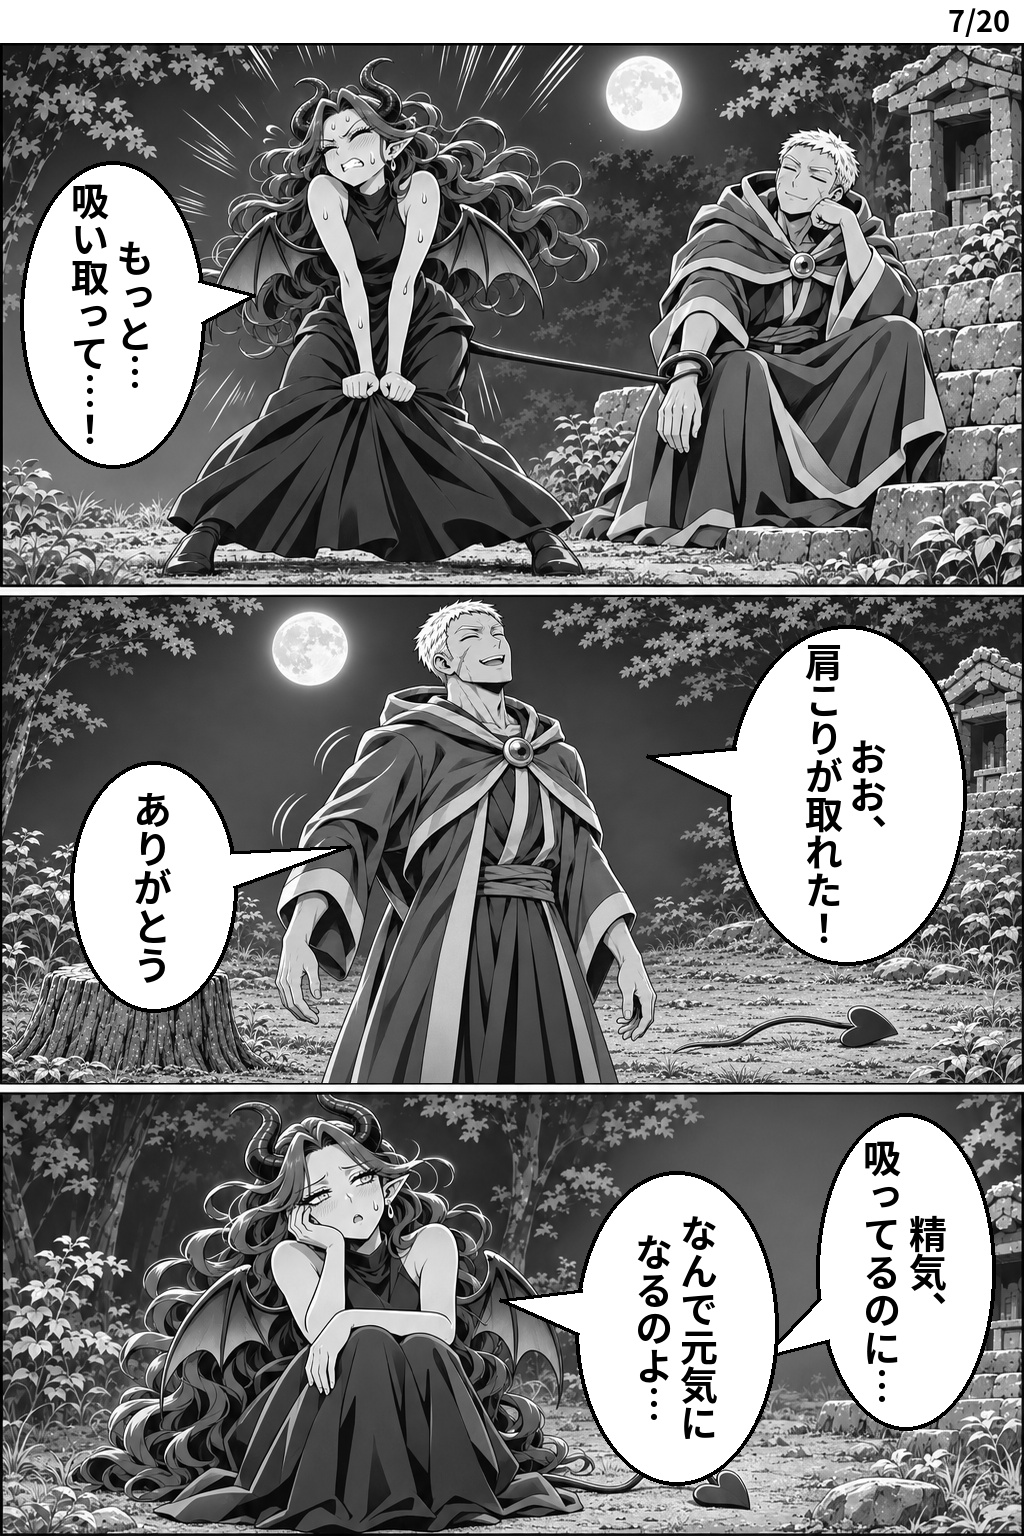 7/20
もっと…
吸い取って……！
おお、
肩こりが取れた！
ありがとう
精気、
吸ってるのに…
なんで元気に
なるのよ…